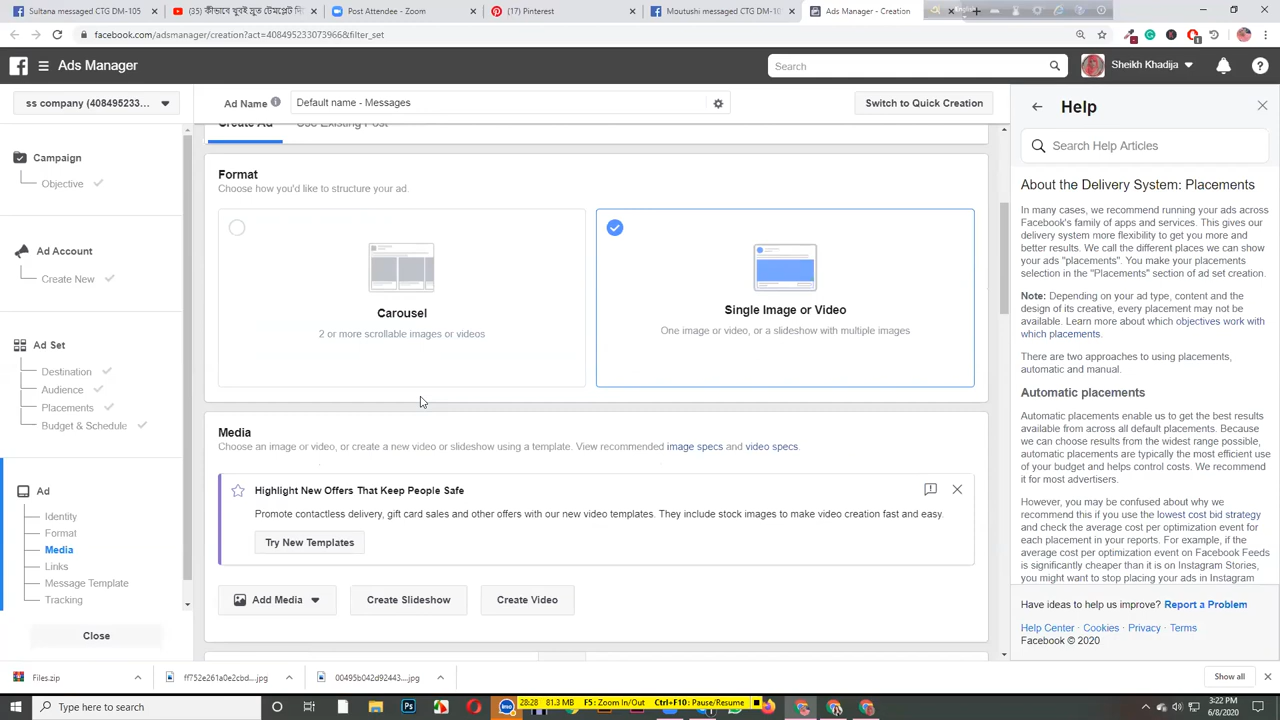 Sultana messaged CTG DM-105
(35) কীভাবে খুব দ্রুত টেমপ্লেট
Post Attendee - Zoom
(17) Pinterest
Moutushi messaged CTG DM-10
Ads Manager - Creation
facebook.com/adsmanager/creation?act=408495233073966&filter_set
Ads Manager
Search
Sheikh Khadija
ss company (408495233...
Ad Name
Default name - Messages
Switch to Quick Creation
Help
Create Ad
Use Existing Post
Search Help Articles
Campaign
Objective
Ad Account
Create New
Ad Set
Destination
Audience
Placements
Budget & Schedule
Ad
Identity
Format
Media
Links
Message Template
Tracking
Close
Format
Choose how you'd like to structure your ad.
Carousel
2 or more scrollable images or videos
Single Image or Video
One image or video, or a slideshow with multiple images
Media
Choose an image or video, or create a new video or slideshow using a template. View recommended image specs and video specs.
Highlight New Offers That Keep People Safe
Promote contactless delivery, gift card sales and other offers with our new video templates. They include stock images to make video creation fast and easy.
Try New Templates
Add Media
Create Slideshow
Create Video
About the Delivery System: Placements
In many cases, we recommend running your ads across
Facebook's family of apps and services. This gives our
delivery system more flexibility to get you more and
better results. We call the different places we can show
your ads "placements". You make your placements
selection in the "Placements" section of ad set creation.
Note: Depending on your ad type, content and the
design of its creative, every placement may not be
available. Learn more about which objectives work with
which placements.
There are two approaches to using placements,
automatic and manual.
Automatic placements
Automatic placements enable us to get the best results
available from across all default placements. Because
we can choose results from the widest range possible,
automatic placements are typically the most efficient use
of your budget and helps control costs. We recommend
it for most advertisers.
However, you may be confused about why we
recommend this if you use the lowest cost bid strategy
and check the average cost per optimization event for
each placement in your reports. For example, if the
average cost per optimization event on Facebook Feeds
is significantly cheaper than it is on Instagram Stories,
you might want to stop placing your ads in Instagram
Have ideas to help us improve? Report a Problem
Help Center · Cookies · Privacy · Terms
Facebook © 2020
Files.zip
ff752e261a0e2cbd....jpg
00495b042d92443....jpg
Show all
Type here to search
28:28 81.3 MB F5: Zoom In/Out Ctrl+F10: Pause/Resume
3:22 PM
6/8/2020